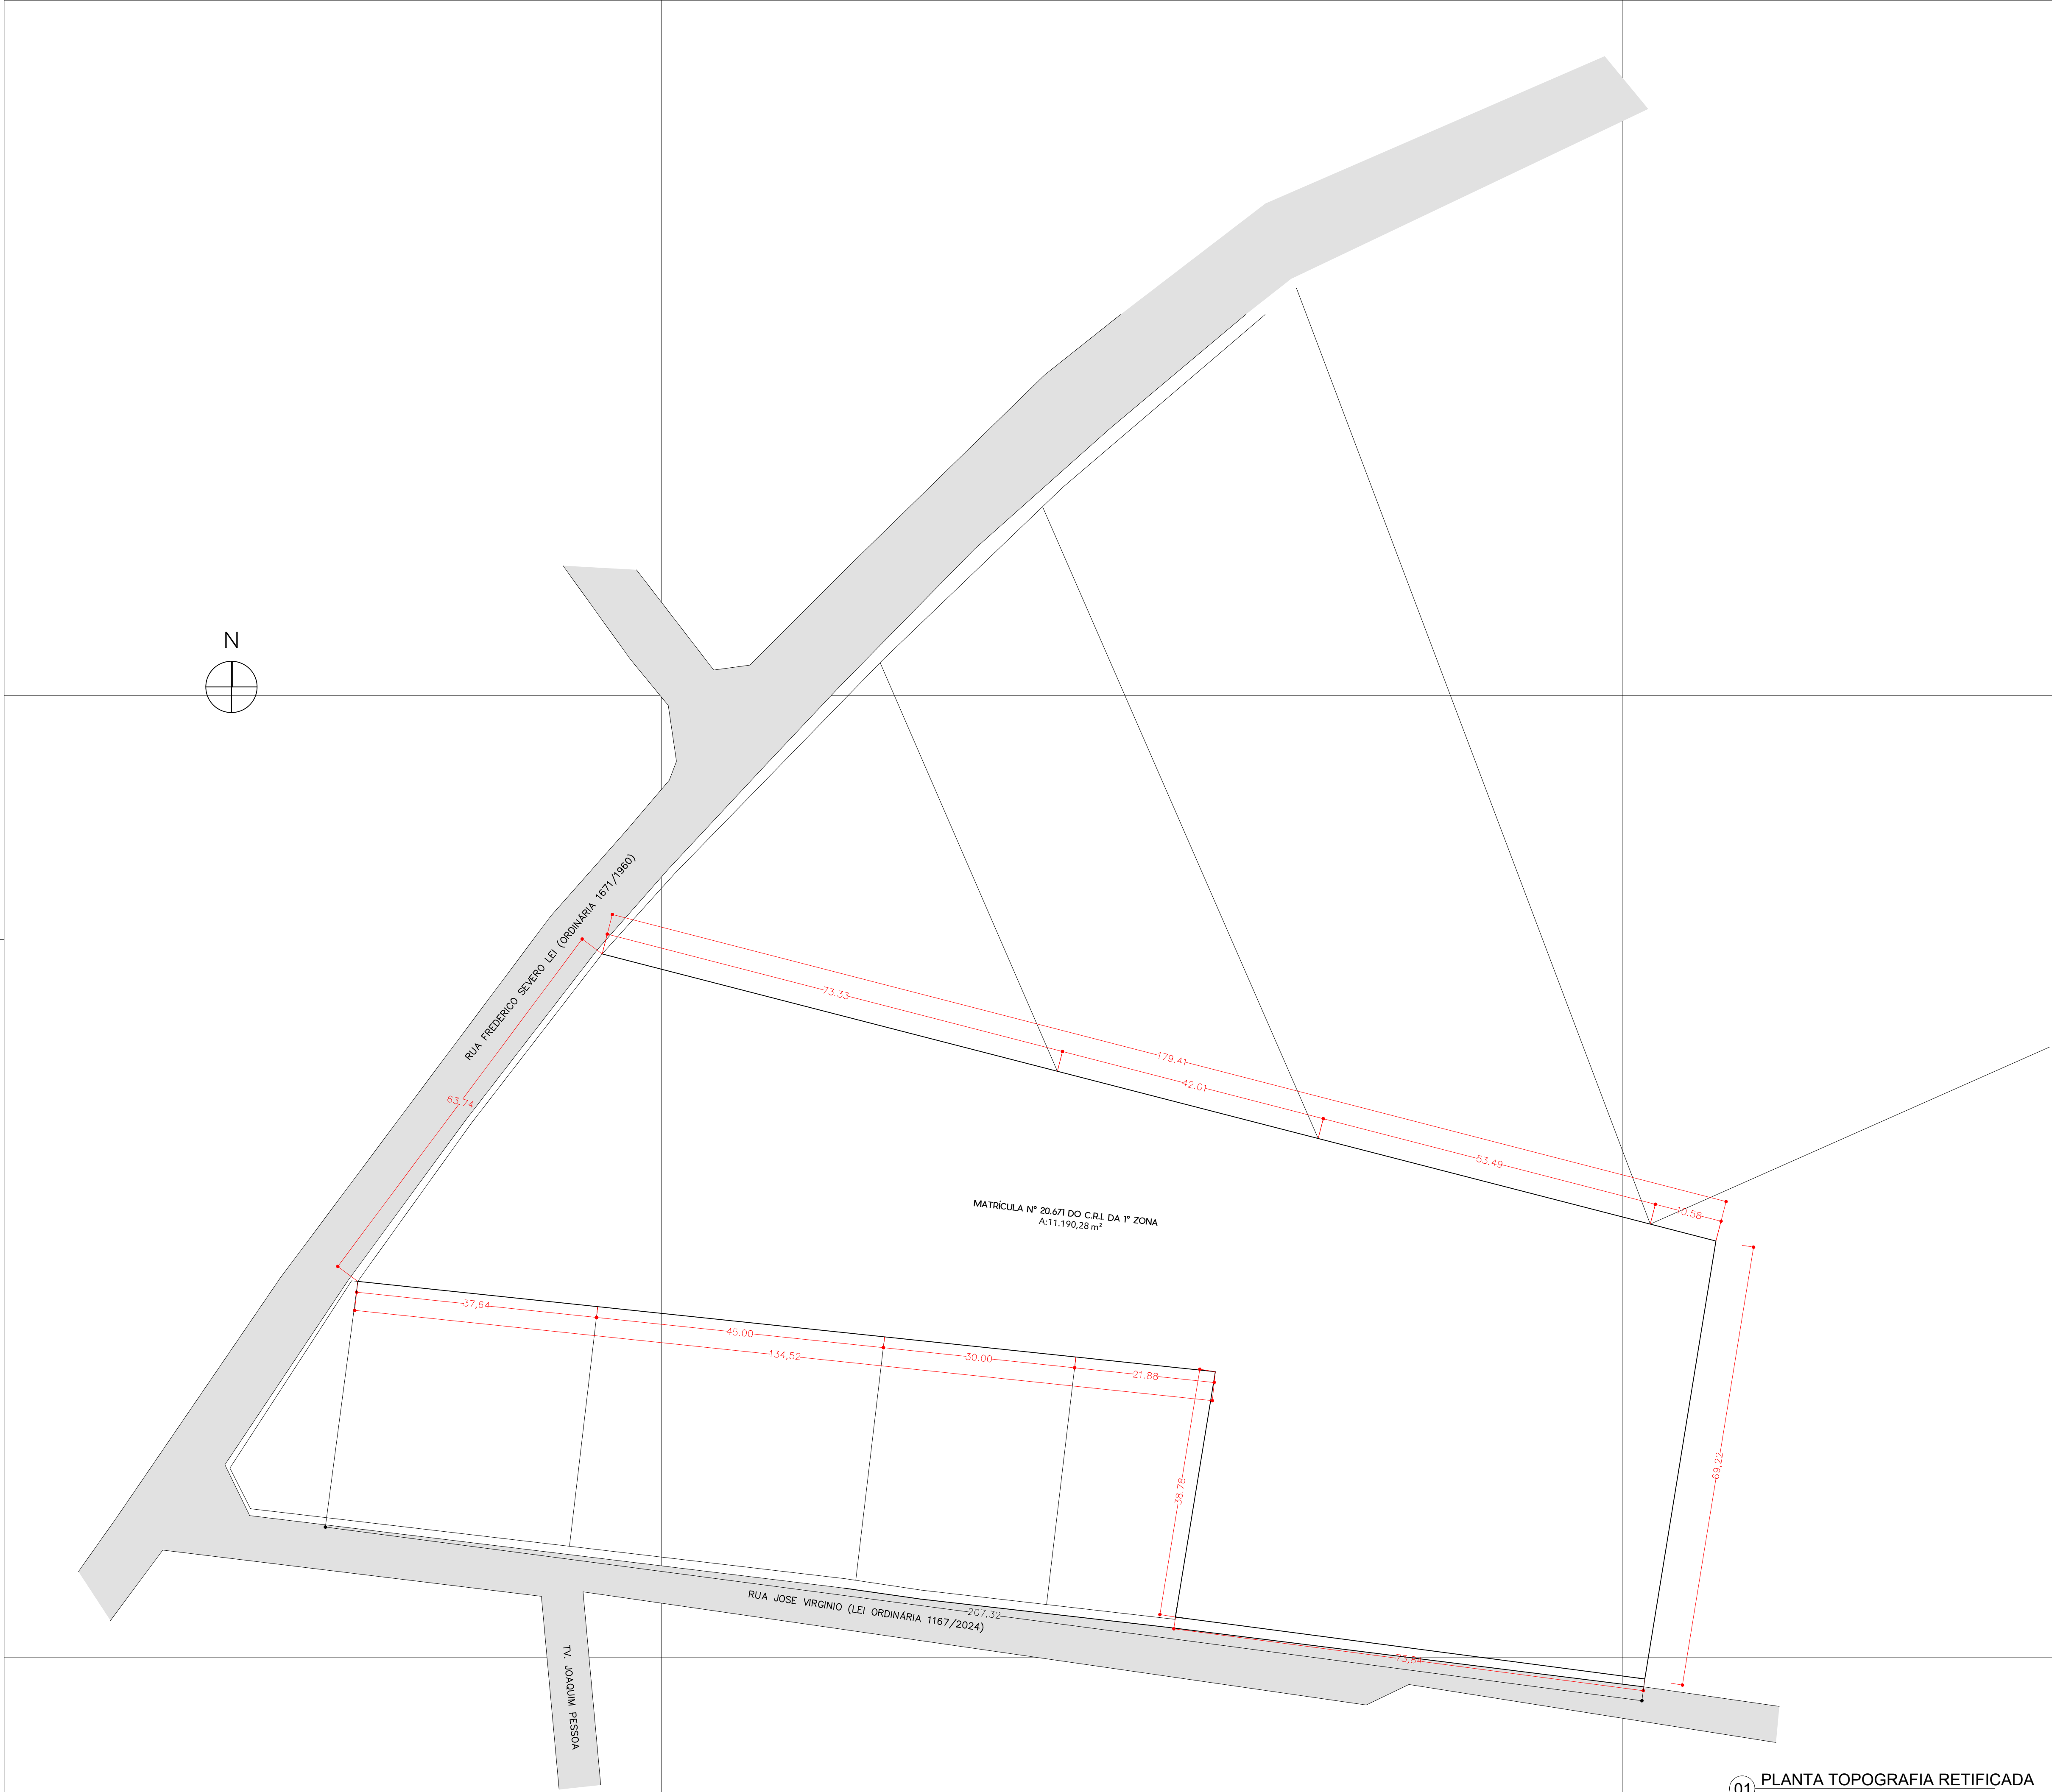 N
RUA FREDERICO SEVERO LEI (ORDINÁRIA 1671/1960)
63.74
73.33
179.41
42.01
53.49
10.58
MATRÍCULA N° 20.671 DO C.R.I. DA 1° ZONA
A:11.190,28 m²
37,64
45.00
134,52
30.00
21.88
38.78
69,22
RUA JOSE VIRGINIO (LEI ORDINÁRIA 1167/2024)
207,32
73,84
TV. JOAQUIM PESSOA
01 PLANTA TOPOGRAFIA RETIFICADA